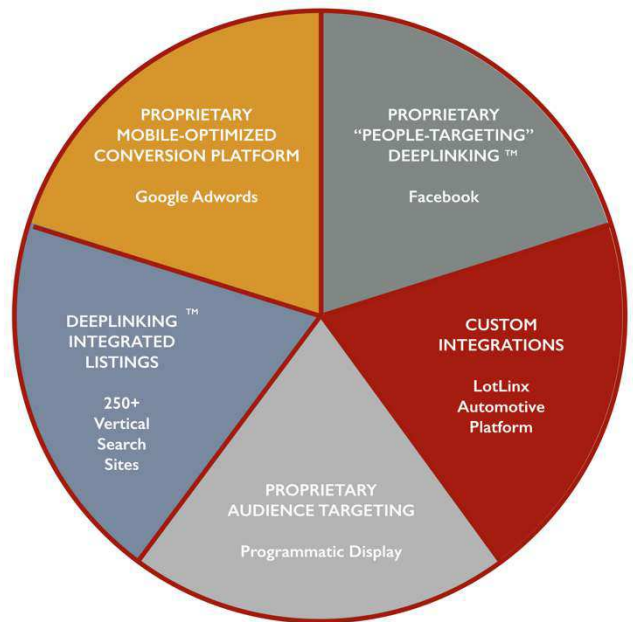 PROPRIETARY
MOBILE-OPTIMIZED
CONVERSION PLATFORM
Google Adwords
PROPRIETARY
“PEOPLE-TARGETING”
DEEPLINKING ™
Facebook
DEEPLINKING ™
INTEGRATED
LISTINGS
250+
Vertical
Search
Sites
CUSTOM
INTEGRATIONS
LotLinx
Automotive
Platform
PROPRIETARY
AUDIENCE TARGETING
Programmatic Display